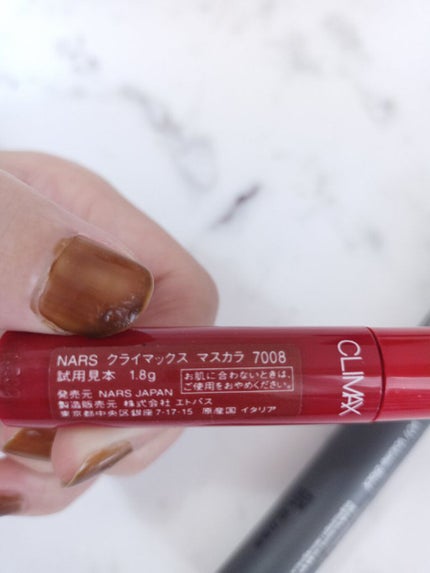 NARS クライマックス マスカラ 7008
試用見本 1.8g
お肌に合わないときは、
ご使用をおやめください。
発売元 NARS JAPAN
製造販売元 株式会社 エトバス
東京都中央区銀座7-17-15 原産国 イタリア
CLIMAX